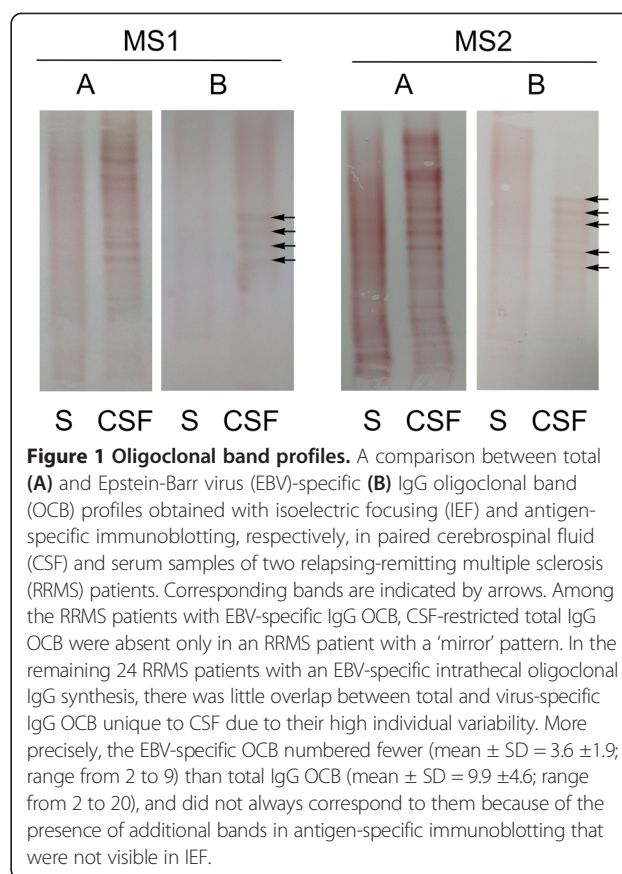 MS1 MS2
A B A B
S CSF S CSF S CSF S CSF
Figure 1 Oligoclonal band profiles. A comparison between total
(A) and Epstein-Barr virus (EBV)-specific (B) IgG oligoclonal band
(OCB) profiles obtained with isoelectric focusing (IEF) and antigen-
specific immunoblotting, respectively, in paired cerebrospinal fluid
(CSF) and serum samples of two relapsing-remitting multiple sclerosis
(RRMS) patients. Corresponding bands are indicated by arrows. Among
the RRMS patients with EBV-specific IgG OCB, CSF-restricted total IgG
OCB were absent only in an RRMS patient with a ‘mirror’ pattern. In the
remaining 24 RRMS patients with an EBV-specific intrathecal oligoclonal
IgG synthesis, there was little overlap between total and virus-specific
IgG OCB unique to CSF due to their high individual variability. More
precisely, the EBV-specific OCB numbered fewer (mean ± SD = 3.6 ±1.9;
range from 2 to 9) than total IgG OCB (mean ± SD = 9.9 ±4.6; range
from 2 to 20), and did not always correspond to them because of the
presence of additional bands in antigen-specific immunoblotting that
were not visible in IEF.